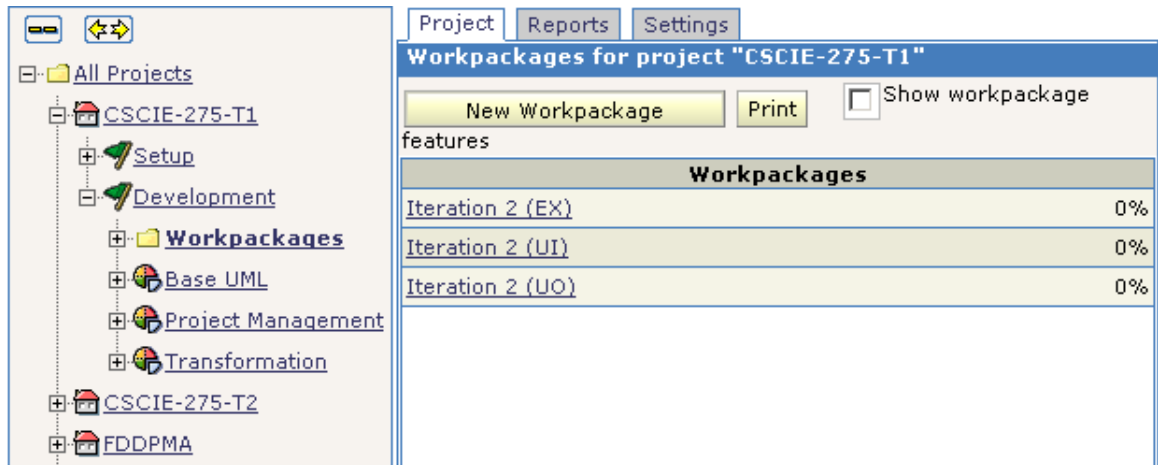 All Projects
CSCIE-275-T1
Setup
Development
Workpackages
Base UML
Project Management
Transformation
CSCIE-275-T2
FDDPMA
Project Reports Settings
Workpackages for project "CSCIE-275-T1"
New Workpackage Print Show workpackage
features
Workpackages
Iteration 2 (EX) 0%
Iteration 2 (UI) 0%
Iteration 2 (UO) 0%